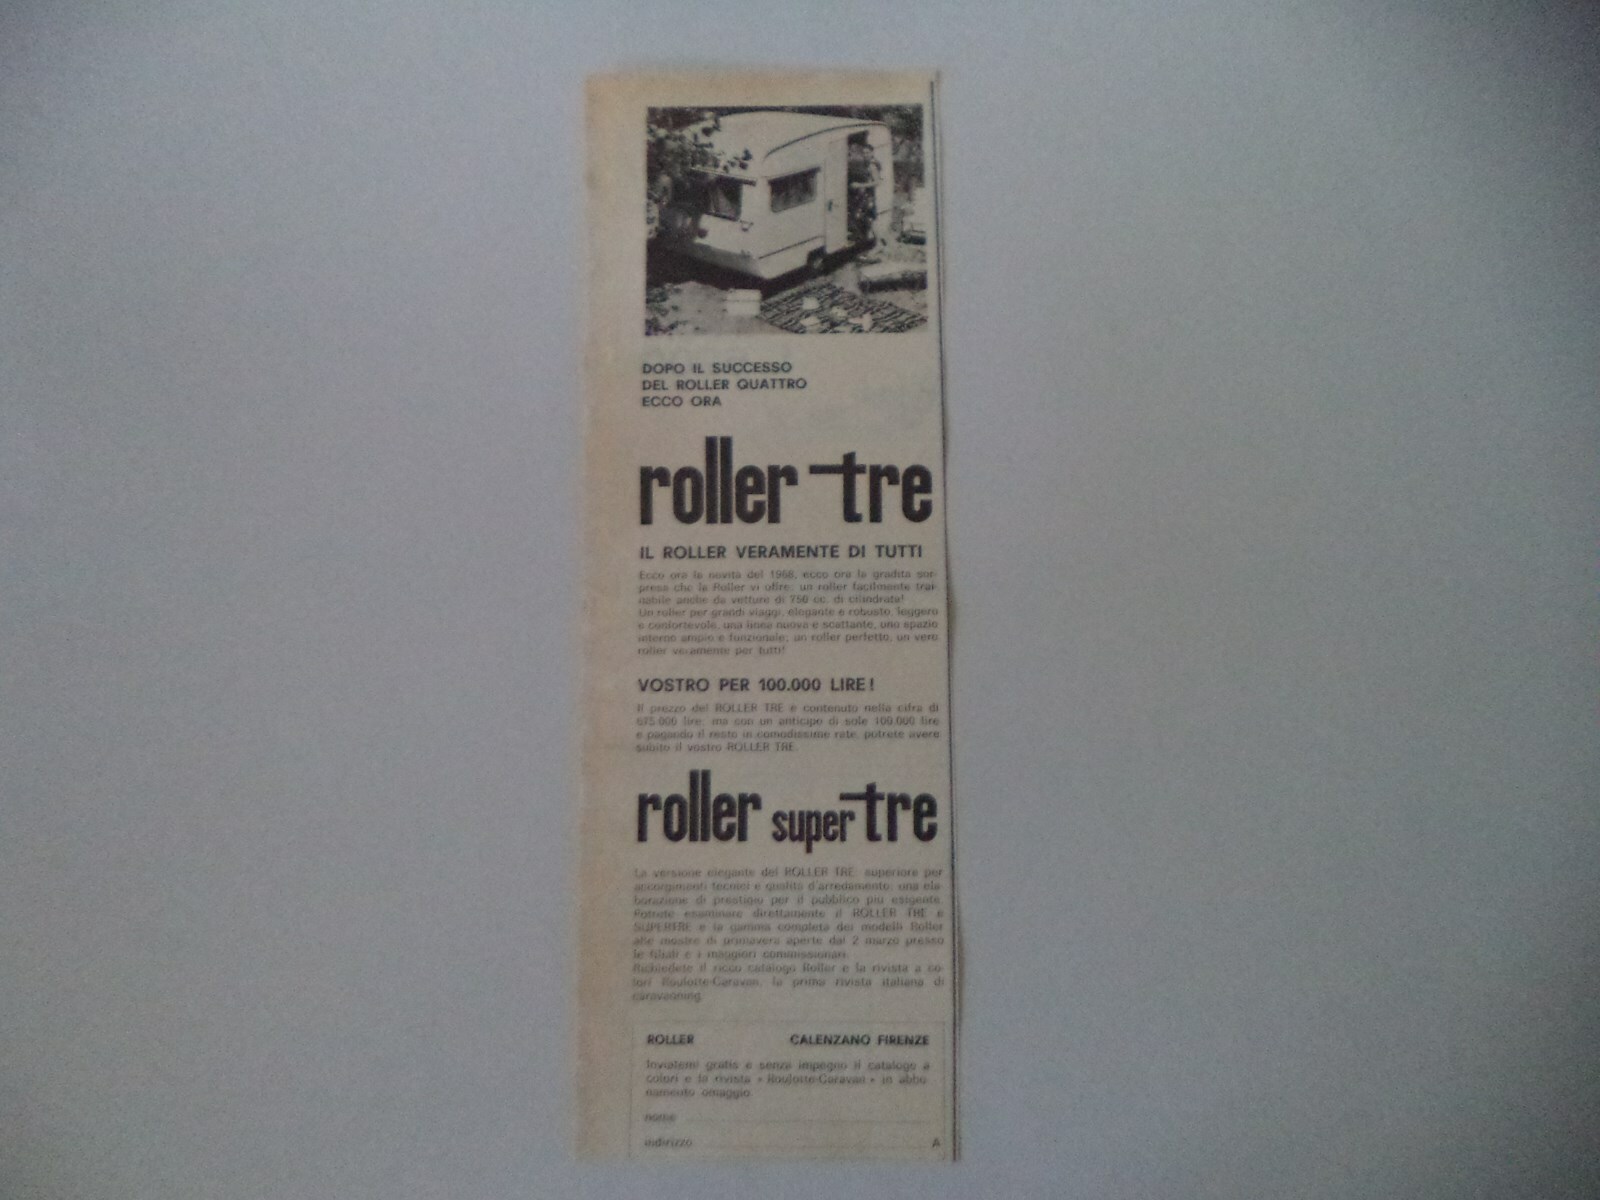 DOPO IL SUCCESSO
DEL ROLLER QUATTRO
ECCO ORA
roller tre
IL ROLLER VERAMENTE DI TUTTI
Ecco ora la novità del 1968, ecco ora la gradita sor-
presa che la Roller vi offre: un roller facilmente trai-
nabile anche da vetture di 750 cc. di cilindrata!
Un roller per grandi viaggi, elegante e robusto, leggero
e confortevole, una linea nuova e scattante, uno spazio
interno ampio e funzionale; un roller perfetto, un vero
roller veramente per tutti!
VOSTRO PER 100.000 LIRE!
Il prezzo del ROLLER TRE è contenuto nella cifra di
675.000 lire, ma con un anticipo di sole 100.000 lire
e pagando il resto in comodissime rate, potrete avere
subito il vostro ROLLER TRE.
roller super tre
La versione elegante del ROLLER TRE: superiore per
accorgimenti tecnici e qualità d'arredamento; una ela-
borazione di prestigio per il pubblico più esigente.
Potrete esaminare direttamente il ROLLER TRE e
SUPERTRE e la gamma completa dei modelli Roller
alle mostre di primavera aperte dal 2 marzo presso
le filiali e i maggiori commissionari.
Richiedete il ricco catalogo Roller e la rivista a co-
lori Roulotte-Caravan, la prima rivista italiana di
caravaning.
ROLLER CALENZANO FIRENZE
Inviatemi gratis e senza impegno il catalogo a
colori e la rivista « Roulotte-Caravan » in abbo-
namento omaggio.
nome
indirizzo A